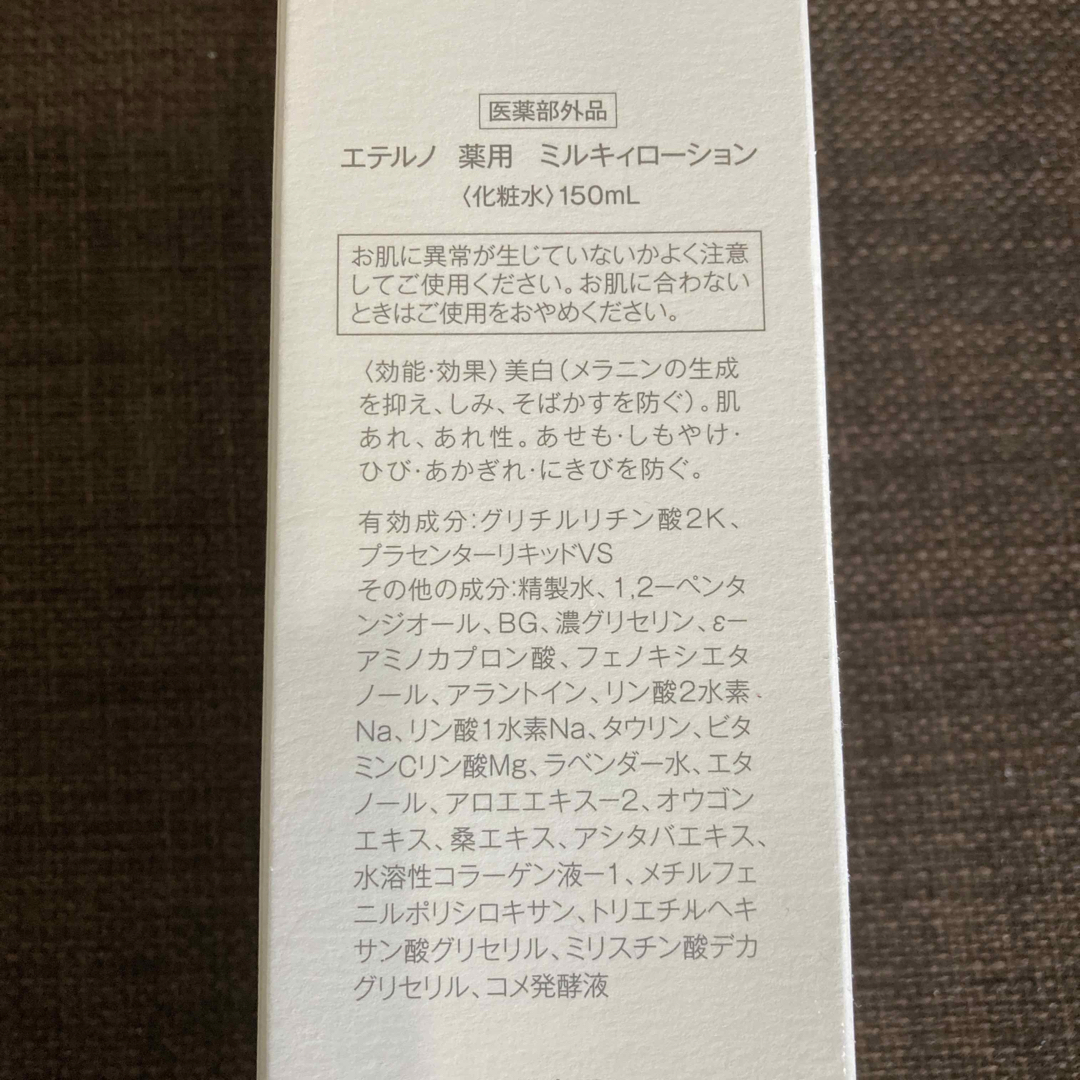 医薬部外品
エテルノ 薬用 ミルキィローション
〈化粧水〉150mL
お肌に異常が生じていないかよく注意
してご使用ください。お肌に合わない
ときはご使用をおやめください。
〈効能・効果〉美白(メラニンの生成
を抑え、しみ、そばかすを防ぐ)。肌
あれ、あれ性。あせも・しもやけ・
ひび・あかぎれ・にきびを防ぐ。
有効成分:グリチルリチン酸2K、
プラセンターリキッドVS
その他の成分:精製水、1,2ーペンタ
ンジオール、BG、濃グリセリン、ε−
アミノカプロン酸、フェノキシエタ
ノール、アラントイン、リン酸2水素
Na、リン酸1水素Na、タウリン、ビタ
ミンCリン酸Mg、ラベンダー水、エタ
ノール、アロエエキス−2、オウゴン
エキス、桑エキス、アシタバエキス、
水溶性コラーゲン液−1、メチルフェ
ニルポリシロキサン、トリエチルヘキ
サン酸グリセリル、ミリスチン酸デカ
グリセリル、コメ発酵液